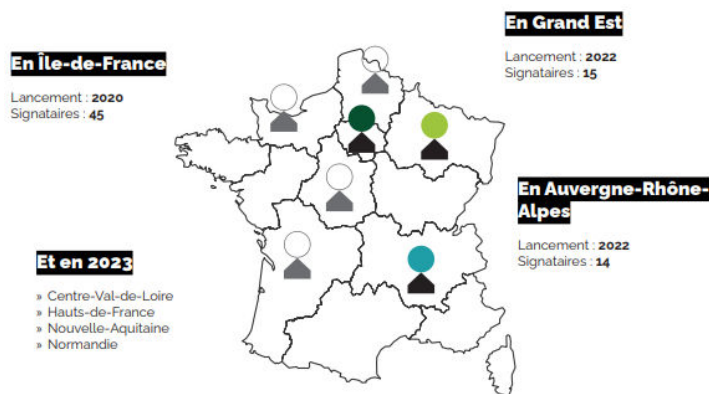 En Île-de-France
Lancement : 2020
Signataires : 45
En Grand Est
Lancement : 2022
Signataires : 15
En Auvergne-Rhône-
Alpes
Lancement : 2022
Signataires : 14
Et en 2023
» Centre-Val-de-Loire
» Hauts-de-France
» Nouvelle-Aquitaine
» Normandie